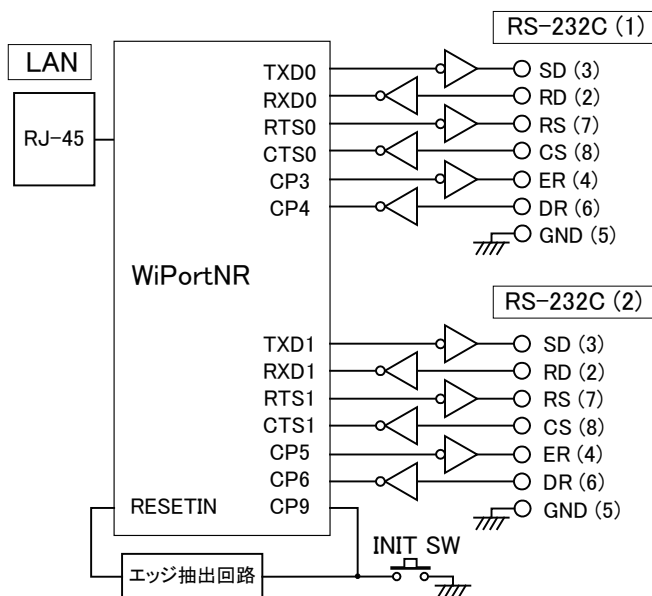 RS-232C (1)
LAN
RJ-45
TXD0
RXD0
RTS0
CTS0
CP3
CP4
SD (3)
RD (2)
RS (7)
CS (8)
ER (4)
DR (6)
GND (5)
WiPortNR
RS-232C (2)
TXD1
RXD1
RTS1
CTS1
CP5
CP6
CP9
SD (3)
RD (2)
RS (7)
CS (8)
ER (4)
DR (6)
GND (5)
RESETIN
INIT SW
エッジ抽出回路